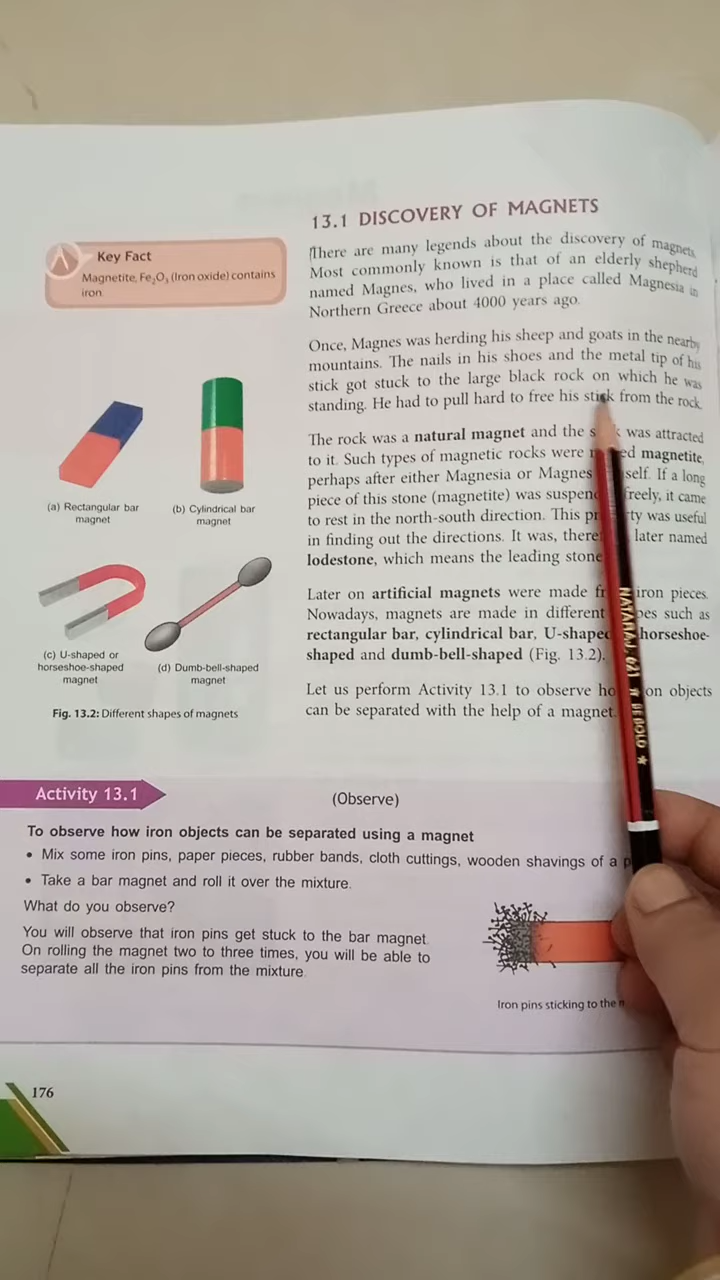 13.1 DISCOVERY OF MAGNETS
There are many legends about the discovery of magnets.
Most commonly known is that of an elderly shepherd
named Magnes, who lived in a place called Magnesia in
Northern Greece about 4000 years ago.
Once, Magnes was herding his sheep and goats in the nearby
mountains. The nails in his shoes and the metal tip of his
stick got stuck to the large black rock on which he was
standing. He had to pull hard to free his stick from the rock.
The rock was a natural magnet and the was attracted
to it. Such types of magnetic rocks were magnetite,
perhaps after either Magnesia or Magnes If a long
piece of this stone (magnetite) was freely, it came
to rest in the north-south direction. This was useful
in finding out the directions. It was, later named
lodestone, which means the leading stone
Later on artificial magnets were made iron pieces.
Nowadays, magnets are made in different such as
rectangular bar, cylindrical bar, U-shaped horseshoe-
shaped and dumb-bell-shaped (Fig. 13.2).
Let us perform Activity 13.1 to observe objects
can be separated with the help of a magnet.
Key Fact
Magnetite, Fe2O3 (Iron oxide) contains
iron.
(a) Rectangular bar
magnet
(b) Cylindrical bar
magnet
(c) U-shaped or
horseshoe-shaped
magnet
(d) Dumb-bell-shaped
magnet
Fig. 13.2: Different shapes of magnets
Activity 13.1
(Observe)
To observe how iron objects can be separated using a magnet
• Mix some iron pins, paper pieces, rubber bands, cloth cuttings, wooden shavings of a
• Take a bar magnet and roll it over the mixture.
What do you observe?
You will observe that iron pins get stuck to the bar magnet.
On rolling the magnet two to three times, you will be able to
separate all the iron pins from the mixture.
Iron pins sticking to the
176
NATARAJ 621 ★ BOLD ★